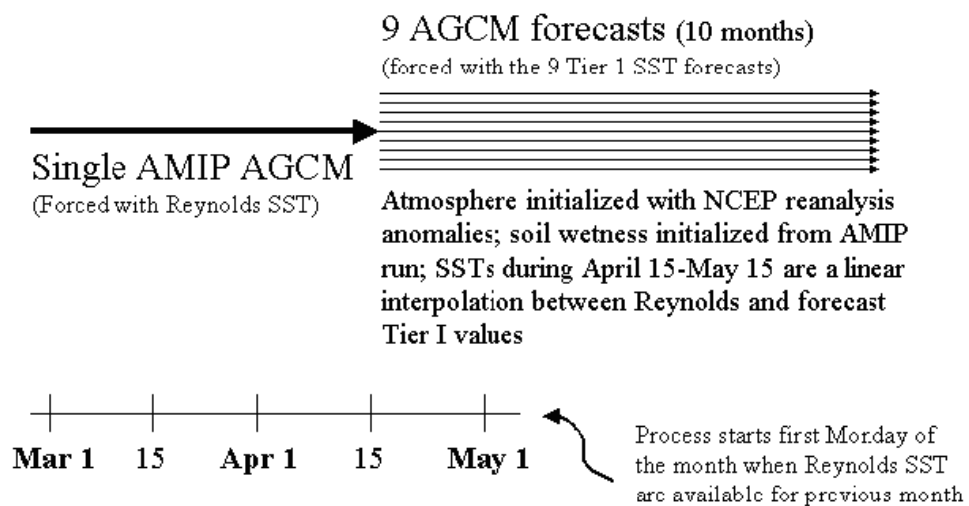 9 AGCM forecasts (10 months)
(forced with the 9 Tier 1 SST forecasts)
Single AMIP AGCM
(Forced with Reynolds SST)
Atmosphere initialized with NCEP reanalysis
anomalies; soil wetness initialized from AMIP
run; SSTs during April 15-May 15 are a linear
interpolation between Reynolds and forecast
Tier I values
Mar 1 15 Apr 1 15 May 1
Process starts first Monday of
the month when Reynolds SST
are available for previous month